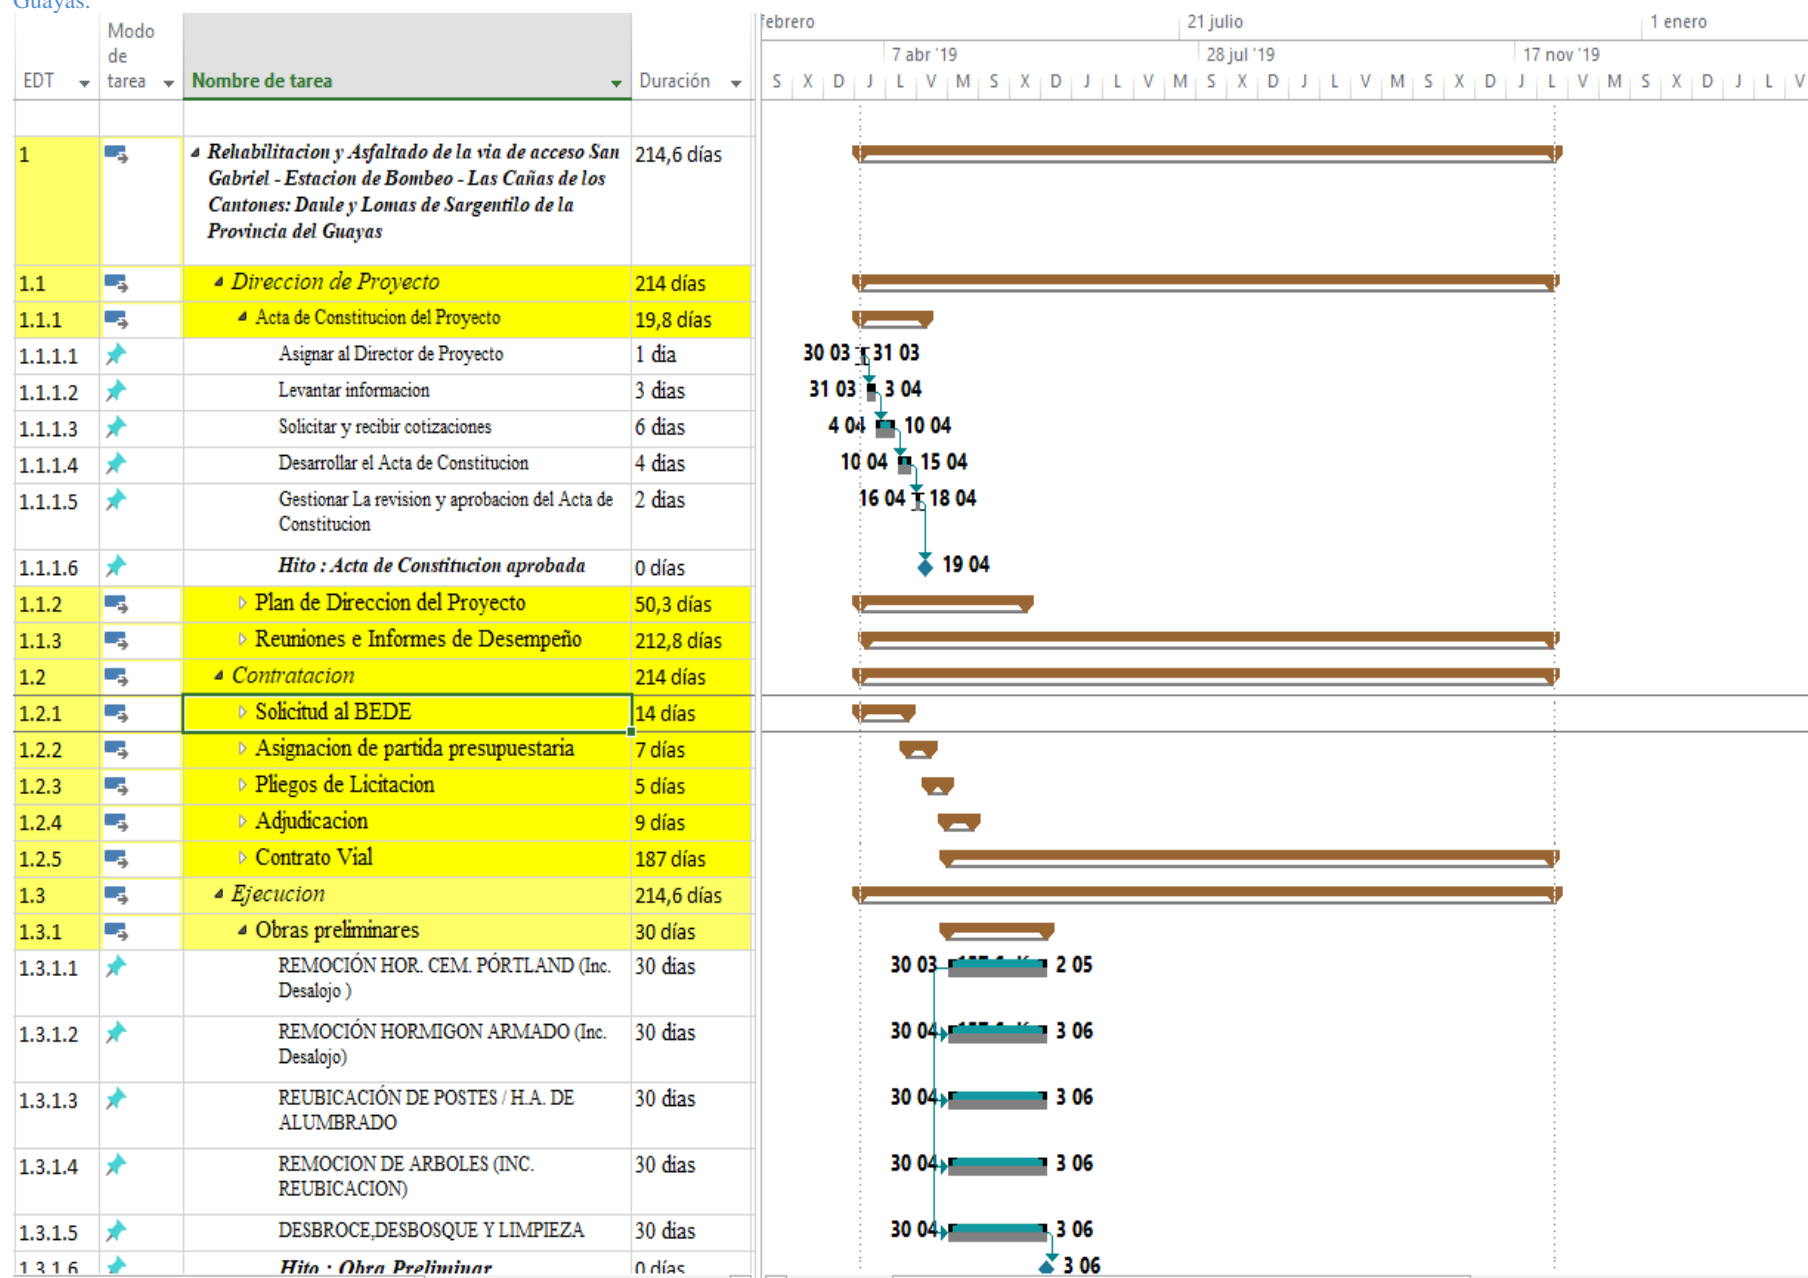 Guayas.
febrero 21 julio 1 enero
Modo de tarea
7 abr '19 28 jul '19 17 nov '19
EDT Nombre de tarea Duración S X D J L V M S X D J L V M S X D J L V M S X D J L V M S X D J L V
1 Rehabilitacion y Asfaltado de la via de acceso San 214,6 días
Gabriel - Estacion de Bombeo - Las Cañas de los
Cantones: Daule y Lomas de Sargentilo de la
Provincia del Guayas
1.1 Direccion de Proyecto 214 días
1.1.1 Acta de Constitucion del Proyecto 19,8 días
1.1.1.1 Asignar al Director de Proyecto 1 dia 30 03 31 03
1.1.1.2 Levantar informacion 3 dias 31 03 3 04
1.1.1.3 Solicitar y recibir cotizaciones 6 dias 4 04 10 04
1.1.1.4 Desarrollar el Acta de Constitucion 4 dias 10 04 15 04
1.1.1.5 Gestionar La revision y aprobacion del Acta de 2 dias 16 04 18 04
Constitucion
1.1.1.6 Hito : Acta de Constitucion aprobada 0 días 19 04
1.1.2 Plan de Direccion del Proyecto 50,3 días
1.1.3 Reuniones e Informes de Desempeño 212,8 días
1.2 Contratacion 214 días
1.2.1 Solicitud al BEDE 14 días
1.2.2 Asignacion de partida presupuestaria 7 días
1.2.3 Pliegos de Licitacion 5 días
1.2.4 Adjudicacion 9 días
1.2.5 Contrato Vial 187 días
1.3 Ejecucion 214,6 días
1.3.1 Obras preliminares 30 días
1.3.1.1 REMOCIÓN HOR. CEM. PÓRTLAND (Inc. 30 dias 30 03 2 05
Desalojo )
1.3.1.2 REMOCIÓN HORMIGON ARMADO (Inc. 30 dias 30 04 3 06
Desalojo)
1.3.1.3 REUBICACIÓN DE POSTES / H.A. DE 30 dias 30 04 3 06
ALUMBRADO
1.3.1.4 REMOCION DE ARBOLES (INC. 30 dias 30 04 3 06
REUBICACION)
1.3.1.5 DESBROCE,DESBOSQUE Y LIMPIEZA 30 dias 30 04 3 06
1.3.1.6 Hito : Obra Preliminar 0 días 3 06